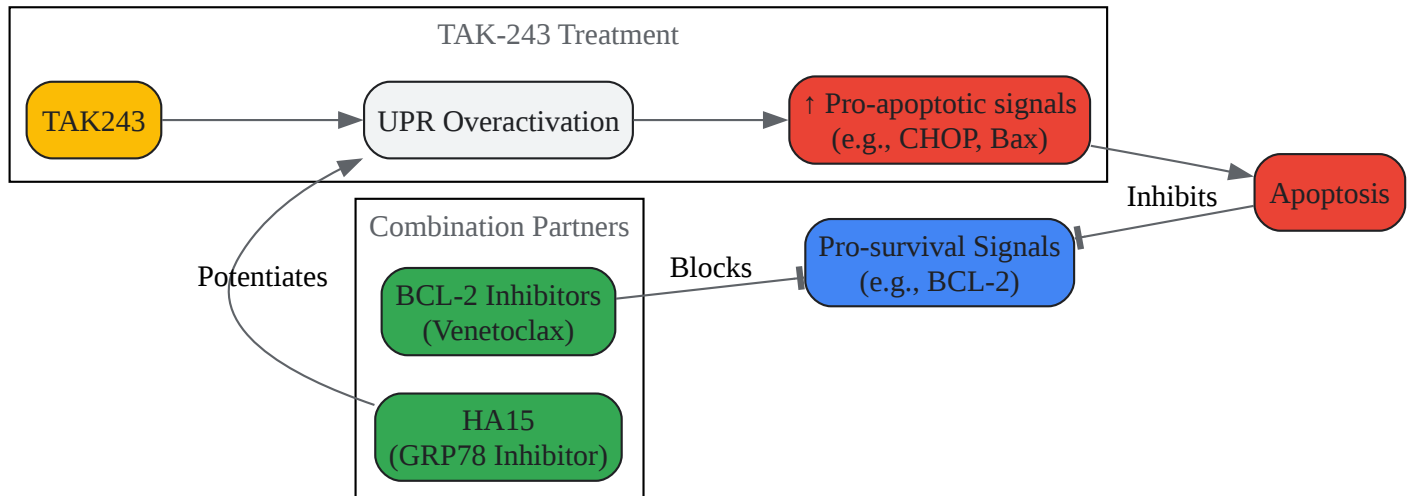 TAK-243 Treatment
TAK243
UPR Overactivation
↑ Pro-apoptotic signals
(e.g., CHOP, Bax)
Apoptosis
Inhibits
Combination Partners
Potentiates
BCL-2 Inhibitors
(Venetoclax)
Blocks
Pro-survival Signals
(e.g., BCL-2)
HA15
(GRP78 Inhibitor)